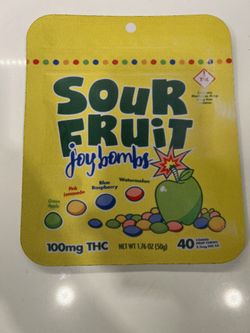 SOUR
FRUIT
joy bombs
Green
Apple
Pink
Lemonade
Blue
Raspberry
Watermelon
100mg THC
NET WT 1.76 OZ (50g)
40